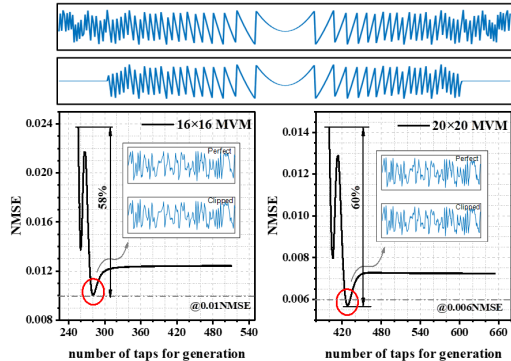 0.024
0.020
0.016
0.012
0.008
NMSE
16×16 MVM
Perfect
Clipped
58%
@0.01NMSE
240 300 360 420 480 540
number of taps for generation
0.014
0.012
0.010
0.008
0.006
NMSE
20×20 MVM
Perfect
Clipped
60%
@0.006NMSE
420 480 540 600 660
number of taps for generation